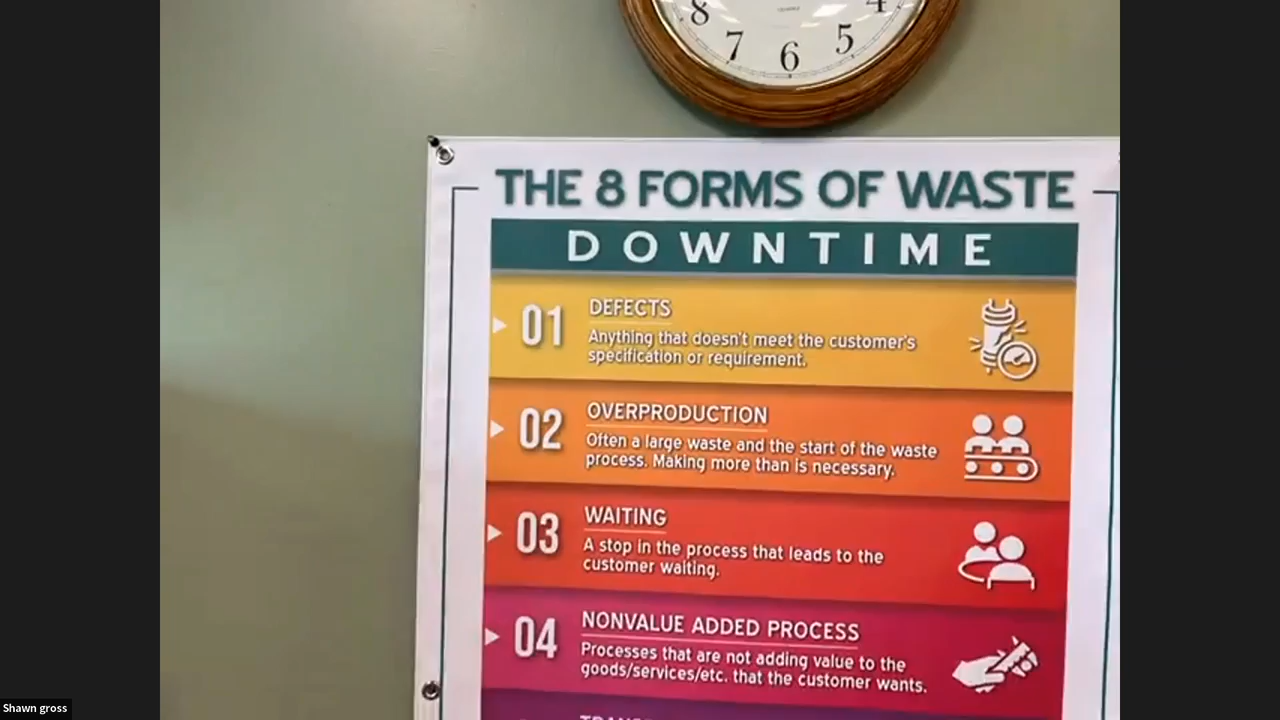 8 7 6 5 4
THE 8 FORMS OF WASTE
DOWNTIME
01
DEFECTS
Anything that doesn't meet the customer's
specification or requirement.
02
OVERPRODUCTION
Often a large waste and the start of the waste
process. Making more than is necessary.
03
WAITING
A stop in the process that leads to the
customer waiting.
04
NONVALUE ADDED PROCESS
Processes that are not adding value to the
goods/services/etc. that the customer wants.
Shawn gross